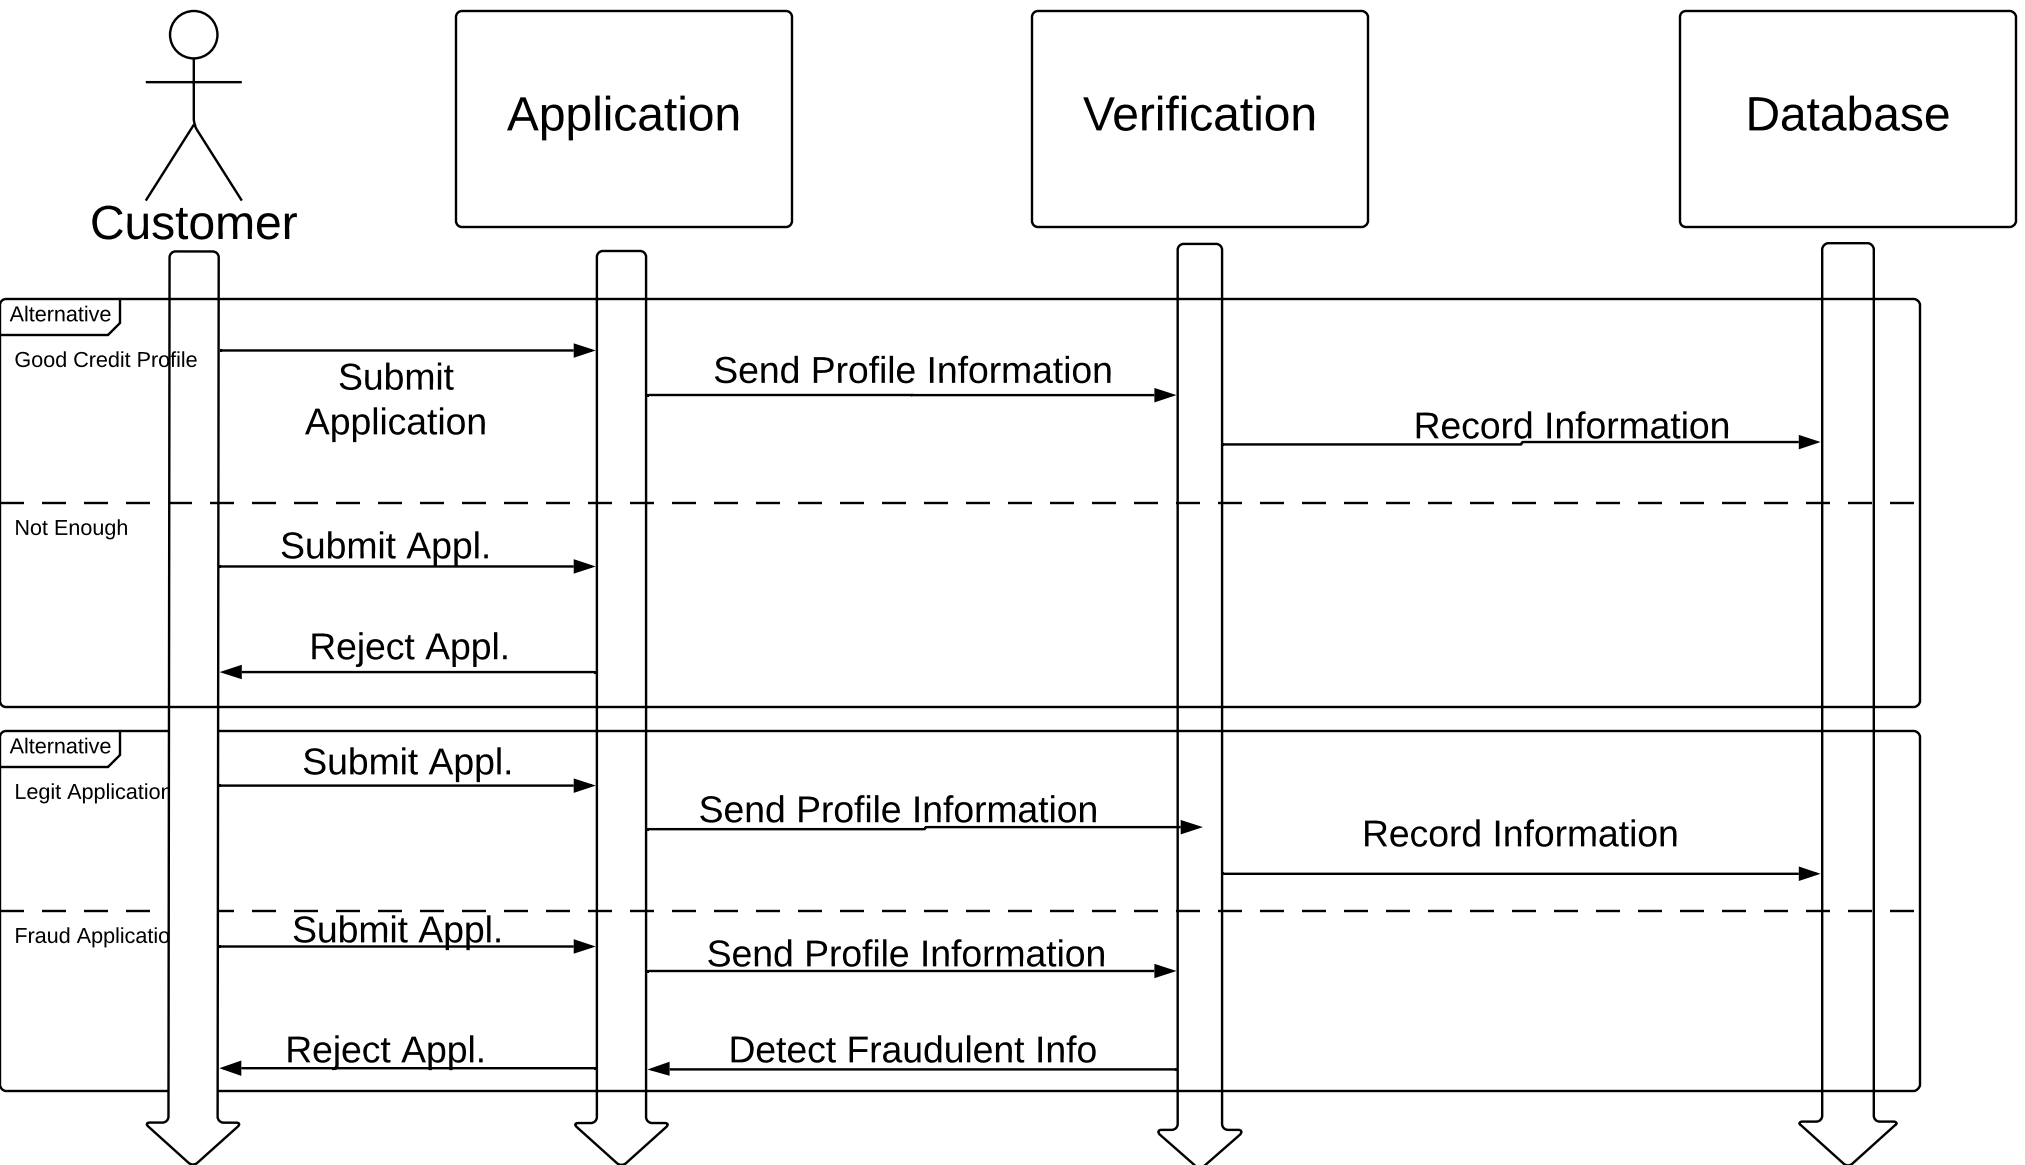 Customer
Application
Verification
Database
Alternative
Good Credit Profile
Submit
Application
Send Profile Information
Record Information
Not Enough
Submit Appl.
Reject Appl.
Alternative
Legit Application
Submit Appl.
Send Profile Information
Record Information
Fraud Applicatio
Submit Appl.
Send Profile Information
Reject Appl.
Detect Fraudulent Info